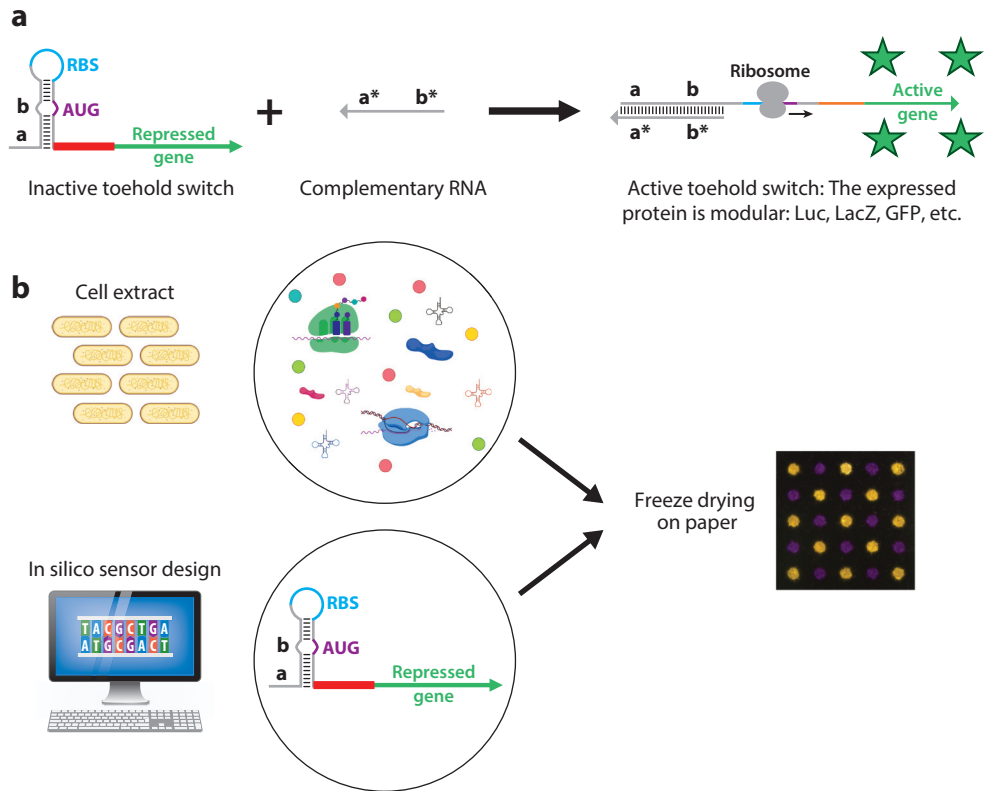 a
RBS
b
AUG
a
Repressed
gene
Inactive toehold switch
+
a* b*
Complementary RNA
a b
Ribosome
Active
gene
a* b*
Active toehold switch: The expressed
protein is modular: Luc, LacZ, GFP, etc.
b
Cell extract
In silico sensor design
TACGCTGA
ATGCGACT
RBS
b
AUG
a
Repressed
gene
Freeze drying
on paper